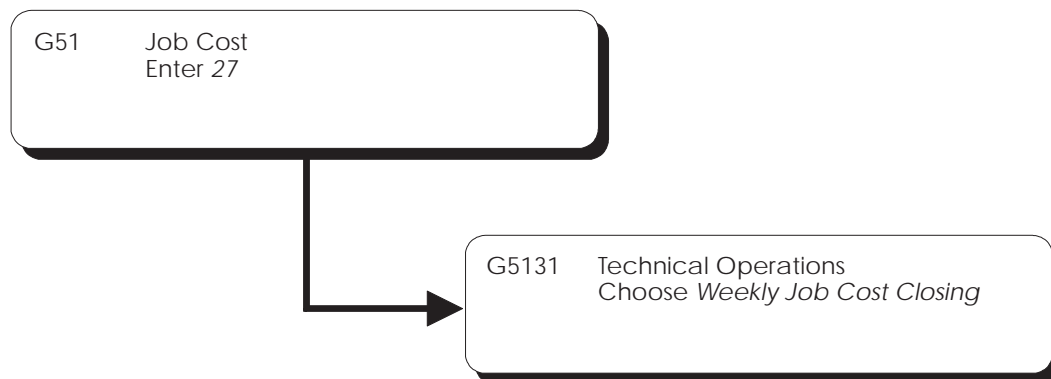 G51 Job Cost
Enter 27
G5131 Technical Operations
Choose Weekly Job Cost Closing